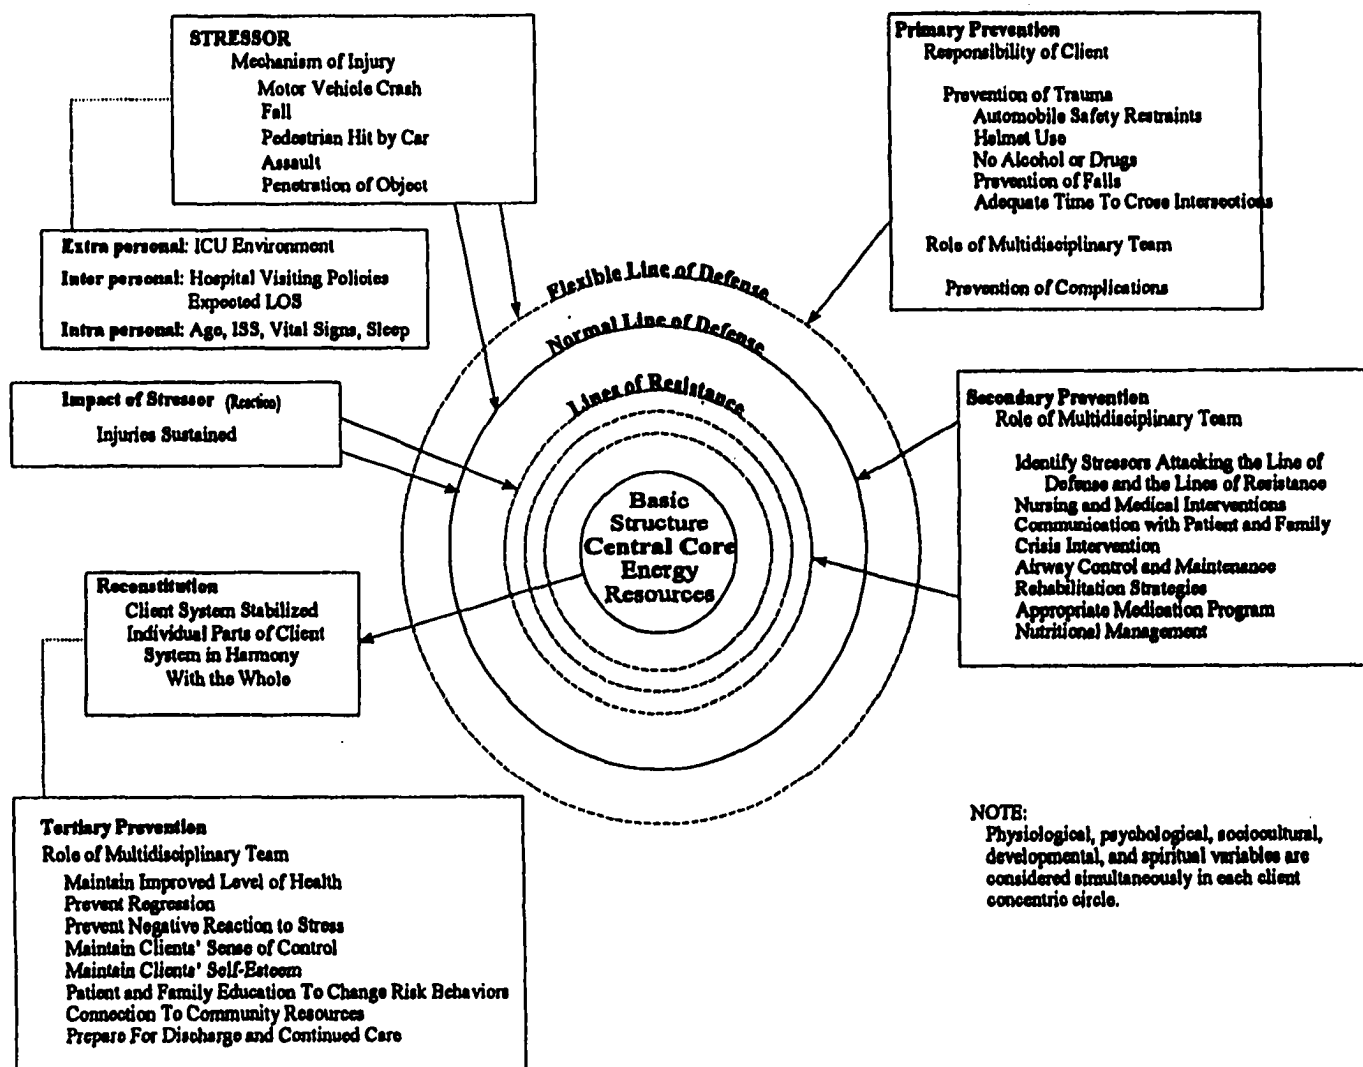 STRESSOR
Mechanism of Injury
Motor Vehicle Crash
Fall
Pedestrian Hit by Car
Assault
Penetration of Object
Extra personal: ICU Environment
Inter personal: Hospital Visiting Policies
Expected LOS
Intra personal: Age, ISS, Vital Signs, Sleep
Impact of Stressor (Reaction)
Injuries Sustained
Reconstitution
Client System Stabilized
Individual Parts of Client
System in Harmony
With the Whole
Tertiary Prevention
Role of Multidisciplinary Team
Maintain Improved Level of Health
Prevent Regression
Prevent Negative Reaction to Stress
Maintain Clients' Sense of Control
Maintain Clients' Self-Esteem
Patient and Family Education To Change Risk Behaviors
Connection To Community Resources
Prepare For Discharge and Continued Care
Flexible Line of Defense
Normal Line of Defense
Lines of Resistance
Basic
Structure
Central Core
Energy
Resources
Primary Prevention
Responsibility of Client
Prevention of Trauma
Automobile Safety Restraints
Helmet Use
No Alcohol or Drugs
Prevention of Falls
Adequate Time To Cross Intersections
Role of Multidisciplinary Team
Prevention of Complications
Secondary Prevention
Role of Multidisciplinary Team
Identify Stressors Attacking the Line of
Defense and the Lines of Resistance
Nursing and Medical Interventions
Communication with Patient and Family
Crisis Intervention
Airway Control and Maintenance
Rehabilitation Strategies
Appropriate Medication Program
Nutritional Management
NOTE:
Physiological, psychological, sociocultural,
developmental, and spiritual variables are
considered simultaneously in each client
concentric circle.